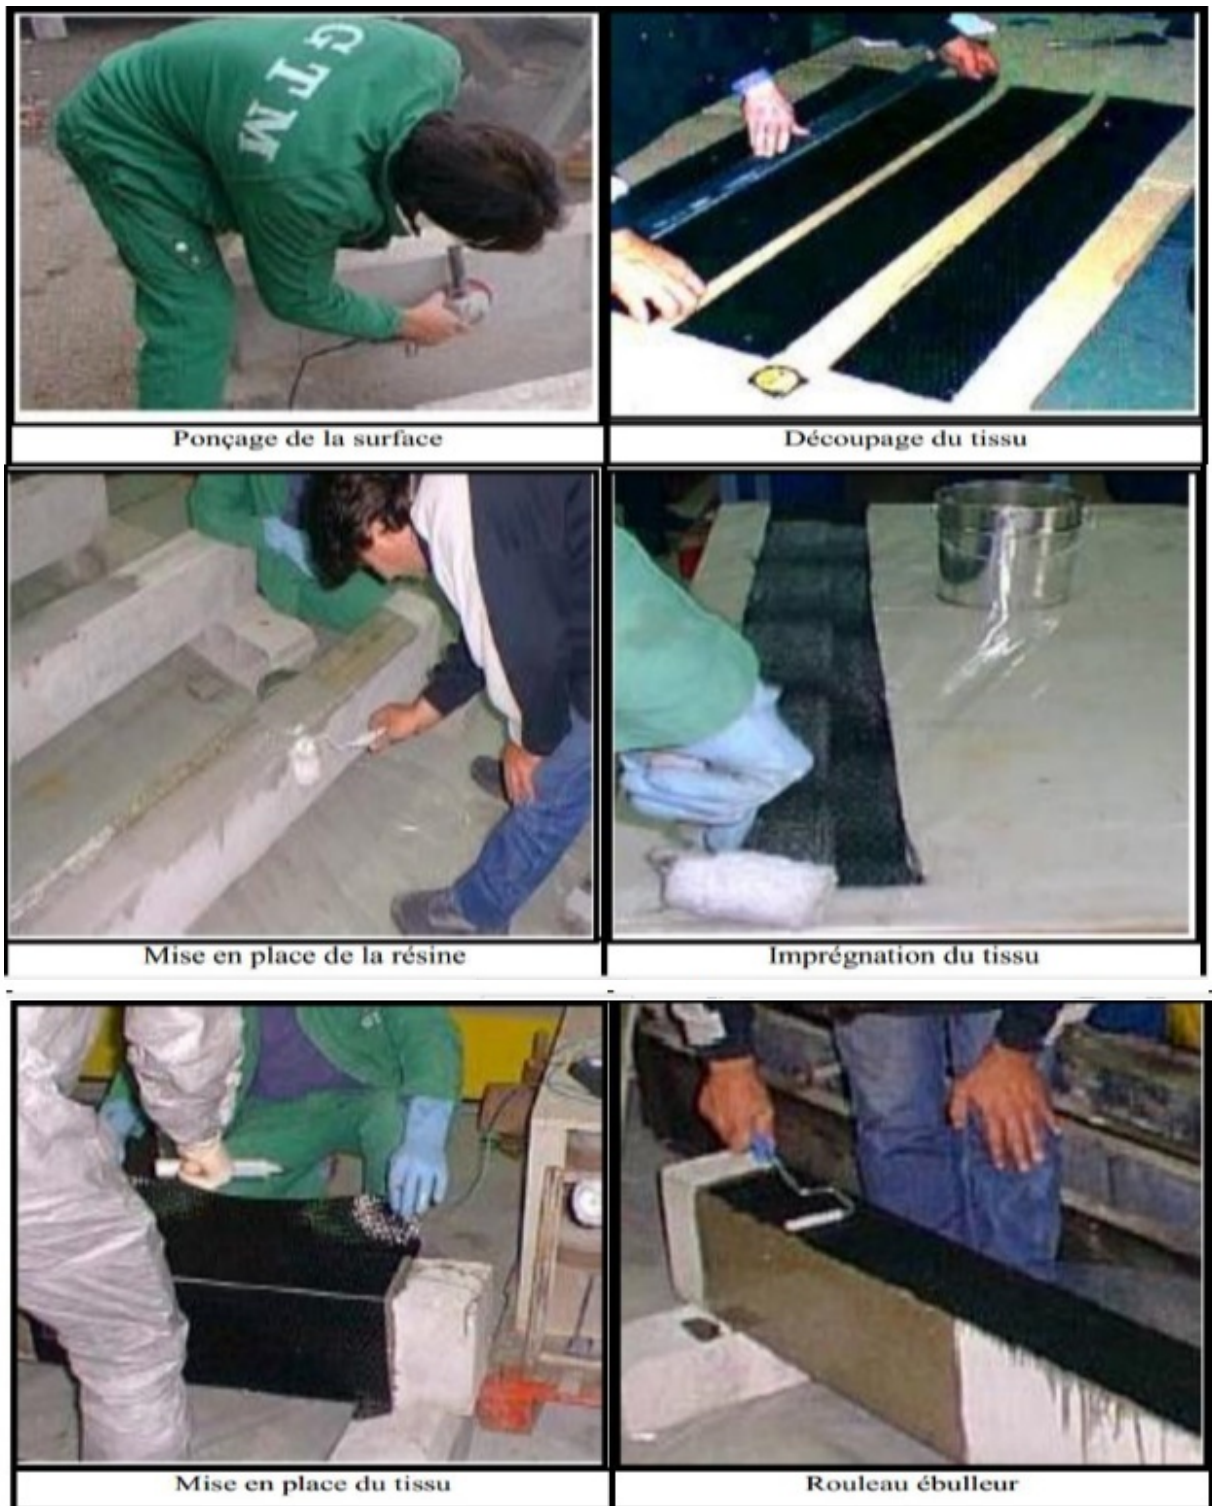 GTM
Ponçage de la surface
Découpage du tissu
Mise en place de la résine
Imprégnation du tissu
Mise en place du tissu
Rouleau ébulleur